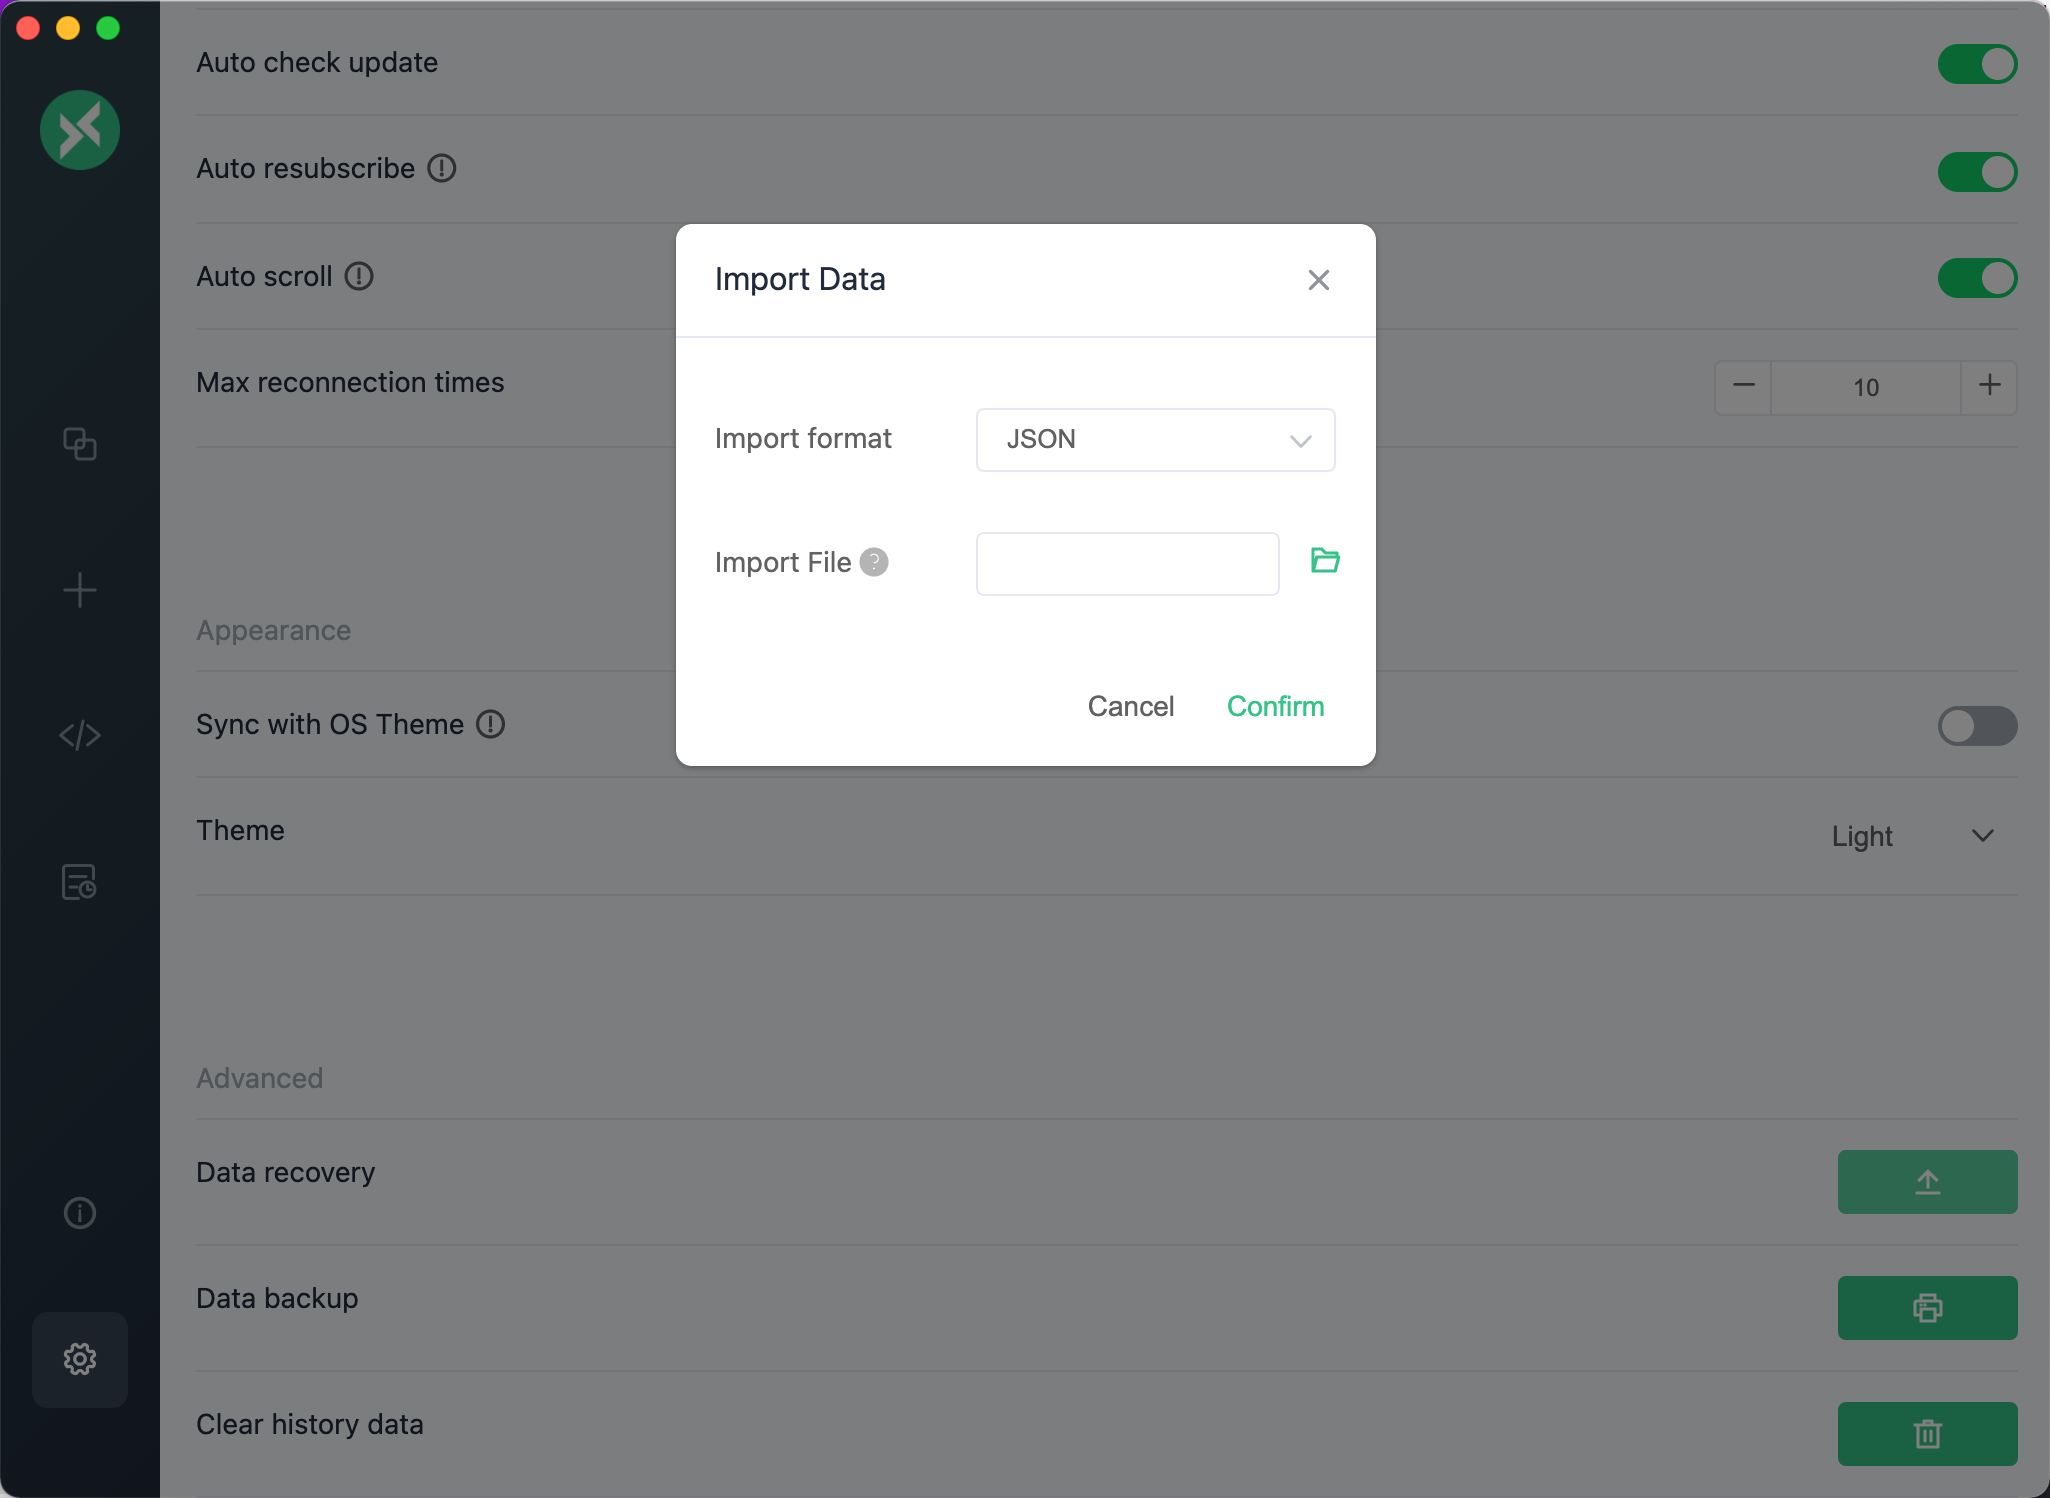 Auto check update
Auto resubscribe
Auto scroll
Max reconnection times
10
Import Data
Import format
JSON
Import File ?
Cancel
Confirm
Appearance
Sync with OS Theme
Theme
Light
Advanced
Data recovery
Data backup
Clear history data